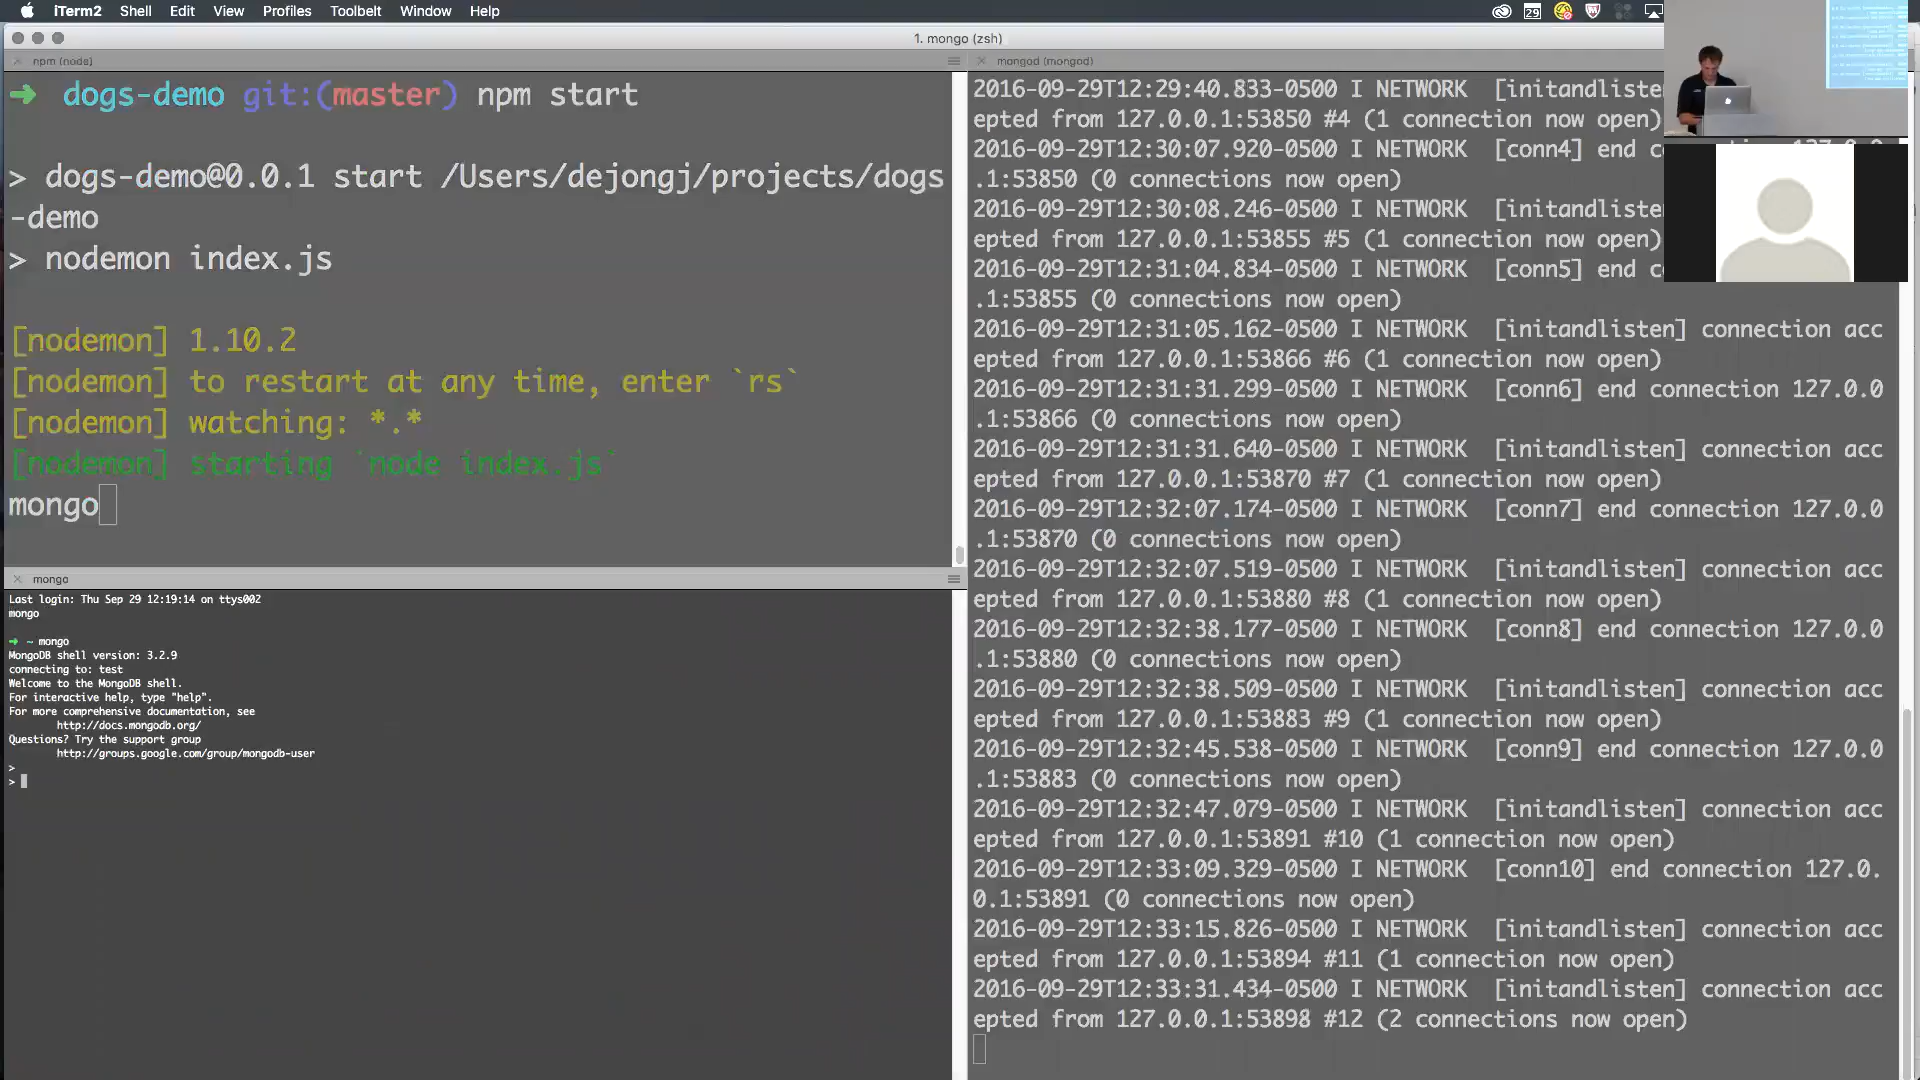 iTerm2 Shell Edit View Profiles Toolbelt Window Help 29
1. mongo (zsh)
npm (node)
➜ dogs-demo git:(master) npm start
> dogs-demo@0.0.1 start /Users/dejongj/projects/dogs
-demo
> nodemon index.js
[nodemon] 1.10.2
[nodemon] to restart at any time, enter `rs`
[nodemon] watching: *.*
[nodemon] starting `node index.js`
mongo
mongo
Last login: Thu Sep 29 12:19:14 on ttys002
mongo
➜ ~ mongo
MongoDB shell version: 3.2.9
connecting to: test
Welcome to the MongoDB shell.
For interactive help, type "help".
For more comprehensive documentation, see
http://docs.mongodb.org/
Questions? Try the support group
http://groups.google.com/group/mongodb-user
>
>
mongod (mongod)
2016-09-29T12:29:40.833-0500 I NETWORK [initandlisten
epted from 127.0.0.1:53850 #4 (1 connection now open)
2016-09-29T12:30:07.920-0500 I NETWORK [conn4] end connection 127.0.0
.1:53850 (0 connections now open)
2016-09-29T12:30:08.246-0500 I NETWORK [initandliste
epted from 127.0.0.1:53855 #5 (1 connection now open)
2016-09-29T12:31:04.834-0500 I NETWORK [conn5] end c
.1:53855 (0 connections now open)
2016-09-29T12:31:05.162-0500 I NETWORK [initandlisten] connection acc
epted from 127.0.0.1:53866 #6 (1 connection now open)
2016-09-29T12:31:31.299-0500 I NETWORK [conn6] end connection 127.0.0
.1:53866 (0 connections now open)
2016-09-29T12:31:31.640-0500 I NETWORK [initandlisten] connection acc
epted from 127.0.0.1:53870 #7 (1 connection now open)
2016-09-29T12:32:07.174-0500 I NETWORK [conn7] end connection 127.0.0
.1:53870 (0 connections now open)
2016-09-29T12:32:07.519-0500 I NETWORK [initandlisten] connection acc
epted from 127.0.0.1:53880 #8 (1 connection now open)
2016-09-29T12:32:38.177-0500 I NETWORK [conn8] end connection 127.0.0
.1:53880 (0 connections now open)
2016-09-29T12:32:38.509-0500 I NETWORK [initandlisten] connection acc
epted from 127.0.0.1:53883 #9 (1 connection now open)
2016-09-29T12:32:45.538-0500 I NETWORK [conn9] end connection 127.0.0
.1:53883 (0 connections now open)
2016-09-29T12:32:47.079-0500 I NETWORK [initandlisten] connection acc
epted from 127.0.0.1:53891 #10 (1 connection now open)
2016-09-29T12:33:09.329-0500 I NETWORK [conn10] end connection 127.0.
0.1:53891 (0 connections now open)
2016-09-29T12:33:15.826-0500 I NETWORK [initandlisten] connection acc
epted from 127.0.0.1:53894 #11 (1 connection now open)
2016-09-29T12:33:31.434-0500 I NETWORK [initandlisten] connection acc
epted from 127.0.0.1:53898 #12 (2 connections now open)